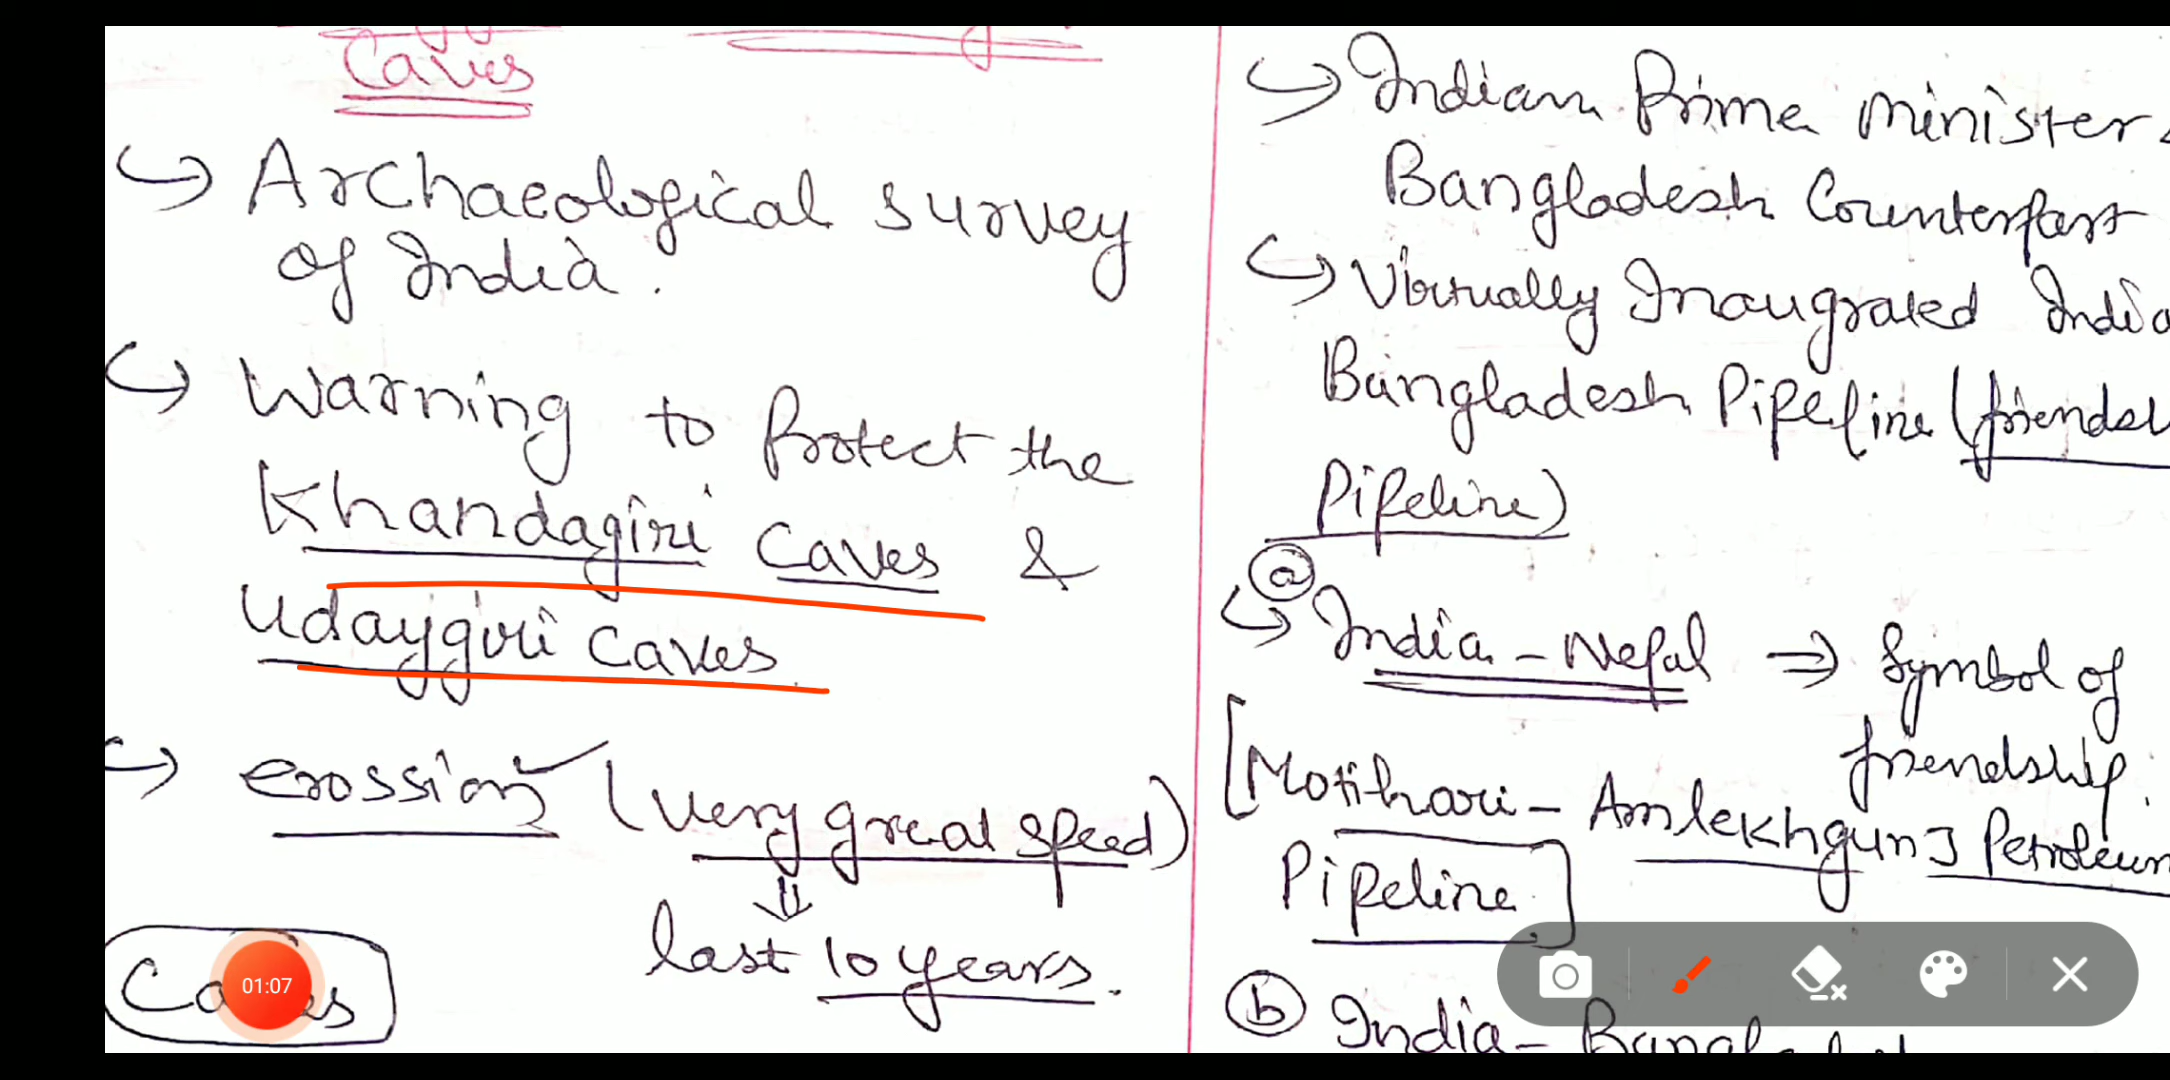 Caves
↪ Archaeological survey
of India.
↪ Warning to Protect the
Khandagiri Caves &
Udaygiri Caves.
↪ erossion (very great speed)
⇓
last 10 years.
01:07
↪ Indian Prime Minister &
Bangladesh Counterpart
↪ Virtually Inaugrated India
Bangladesh Pipeline (friendsh
Pipeline)
ⓐ
↪ India - Nepal ⇒ Symbol of
friendship.
[Motihari - Amlekhgunj Petroleum
Pipeline]
ⓑ India -